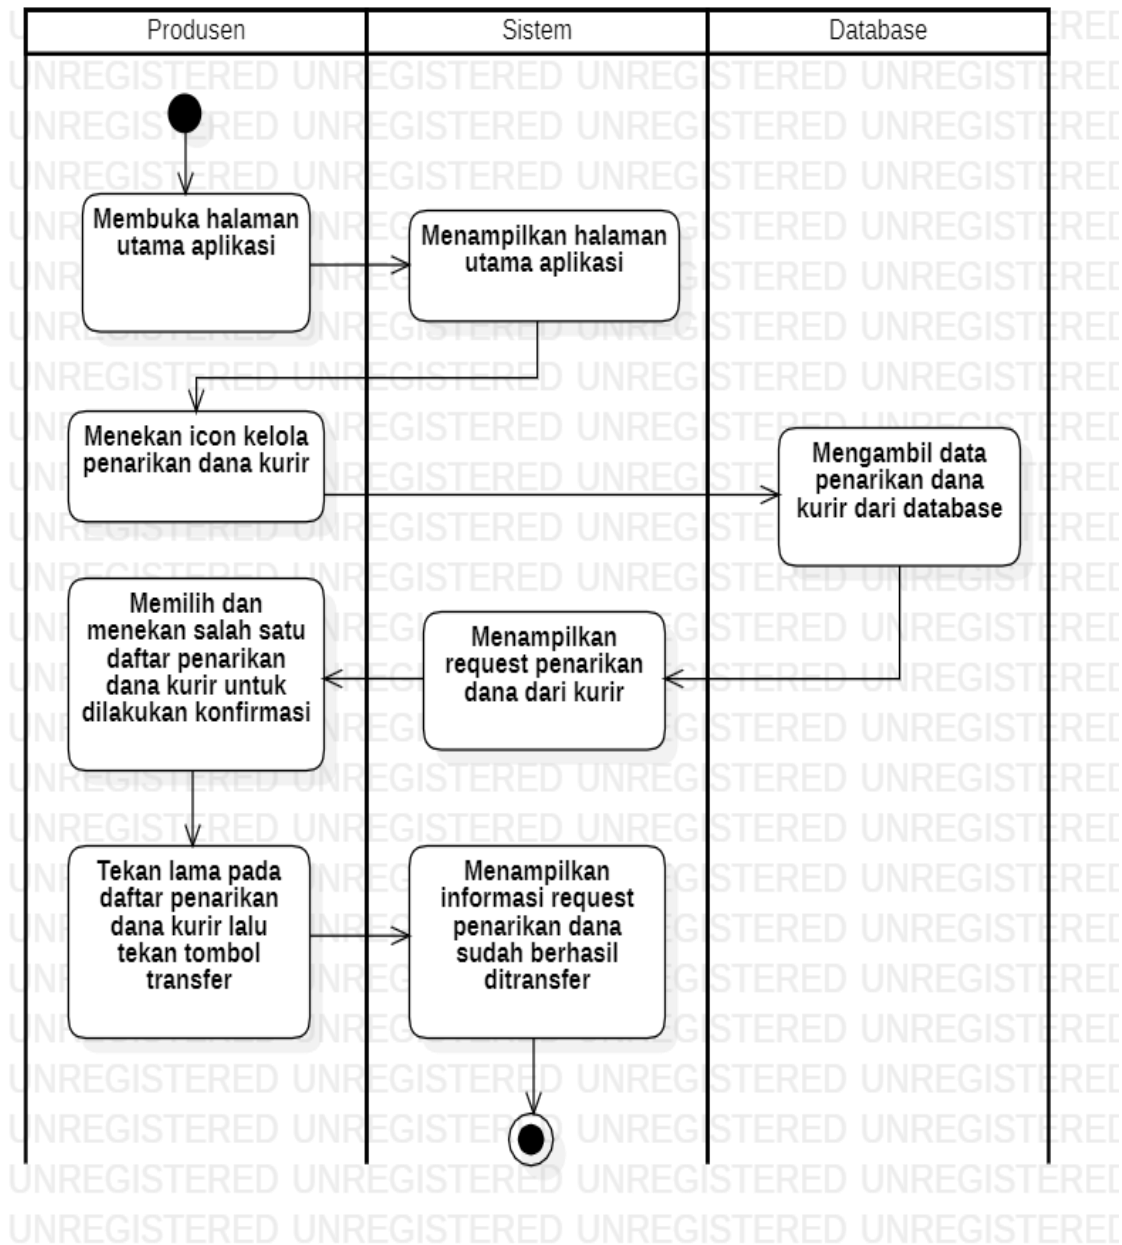 Produsen
Sistem
Database
Membuka halaman
utama aplikasi
Menampilkan halaman
utama aplikasi
Menekan icon kelola
penarikan dana kurir
Mengambil data
penarikan dana
kurir dari database
Memilih dan
menekan salah satu
daftar penarikan
dana kurir untuk
dilakukan konfirmasi
Menampilkan
request penarikan
dana dari kurir
Tekan lama pada
daftar penarikan
dana kurir lalu
tekan tombol
transfer
Menampilkan
informasi request
penarikan dana
sudah berhasil
ditransfer
UNREGISTERED